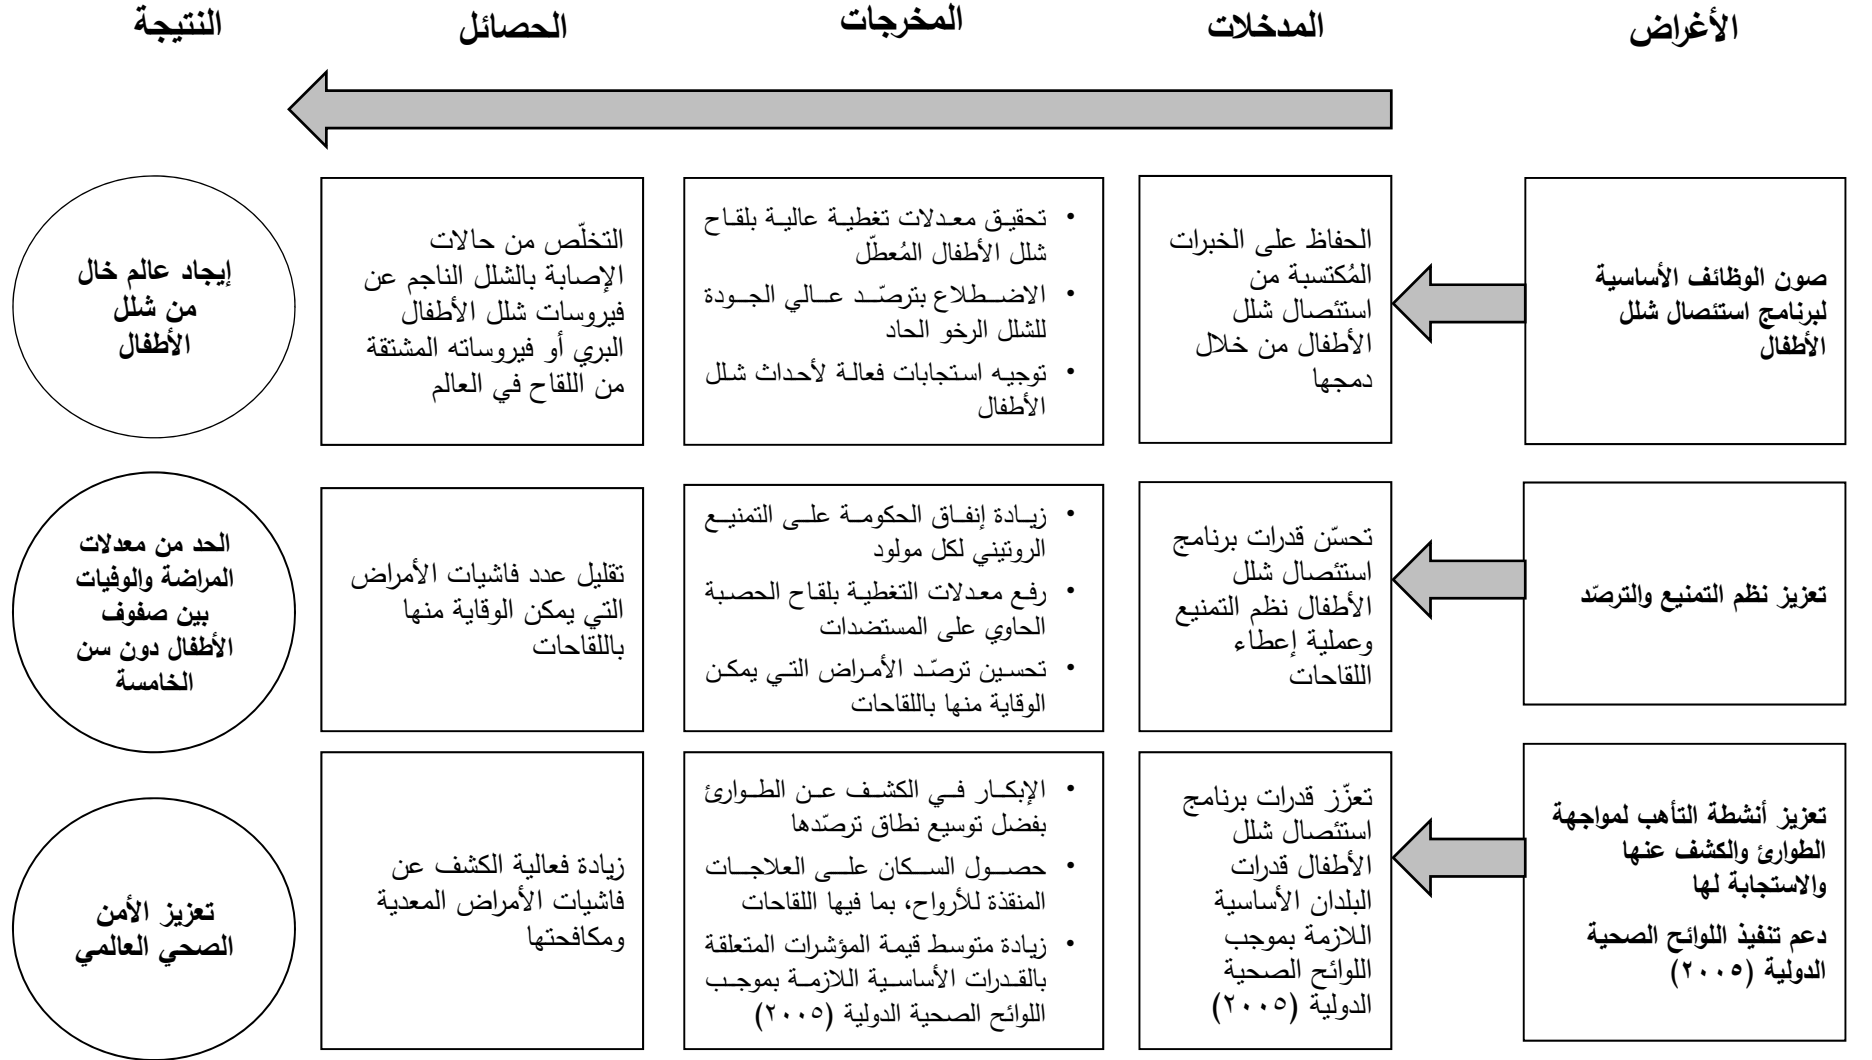 الأغراض
المدخلات
المخرجات
الحصائل
النتيجة
صون الوظائف الأساسية
لبرنامج استئصال شلل
الأطفال
الحفاظ على الخبرات
المُكتسبة من
استئصال شلل
الأطفال من خلال
دمجها
• تحقيق معدلات تغطية عالية بلقاح
شلل الأطفال المُعطّل
• الاضطلاع بترصّد عالي الجودة
للشلل الرخو الحاد
• توجيه استجابات فعالة لأحداث شلل
الأطفال
التخلّص من حالات
الإصابة بالشلل الناجم عن
فيروسات شلل الأطفال
البري أو فيروساته المشتقة
من اللقاح في العالم
إيجاد عالم خال
من شلل
الأطفال
تعزيز نظم التمنيع والترصّد
تحسّن قدرات برنامج
استئصال شلل
الأطفال نظم التمنيع
وعملية إعطاء
اللقاحات
• زيادة إنفاق الحكومة على التمنيع
الروتيني لكل مولود
• رفع معدلات التغطية بلقاح الحصبة
الحاوي على المستضدات
• تحسين ترصّد الأمراض التي يمكن
الوقاية منها باللقاحات
تقليل عدد فاشيات الأمراض
التي يمكن الوقاية منها
باللقاحات
الحد من معدلات
المراضة والوفيات
بين صفوف
الأطفال دون سن
الخامسة
تعزيز أنشطة التأهب لمواجهة
الطوارئ والكشف عنها
والاستجابة لها
دعم تنفيذ اللوائح الصحية
الدولية (٢٠٠٥)
تعزّز قدرات برنامج
استئصال شلل
الأطفال قدرات
البلدان الأساسية
اللازمة بموجب
اللوائح الصحية
الدولية (٢٠٠٥)
• الإبكار في الكشف عن الطوارئ
بفضل توسيع نطاق ترصّدها
• حصول السكان على العلاجات
المنقذة للأرواح، بما فيها اللقاحات
• زيادة متوسط قيمة المؤشرات المتعلقة
بالقدرات الأساسية اللازمة بموجب
اللوائح الصحية الدولية (٢٠٠٥)
زيادة فعالية الكشف عن
فاشيات الأمراض المعدية
ومكافحتها
تعزيز الأمن
الصحي العالمي